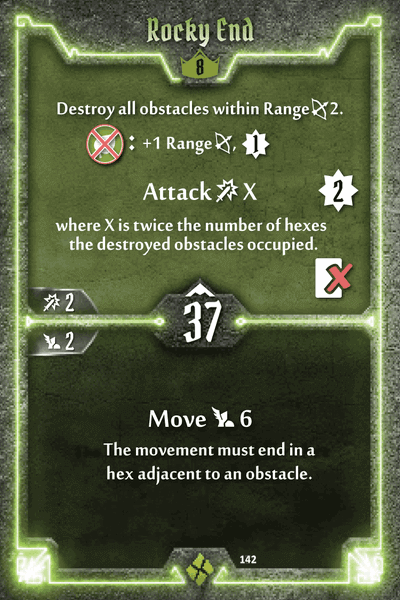 Rocky End
8
Destroy all obstacles within Range 2.
: +1 Range , 1
Attack X 2
where X is twice the number of hexes
the destroyed obstacles occupied.
2
37
2
Move 6
The movement must end in a
hex adjacent to an obstacle.
142